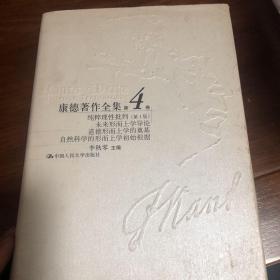 康德著作全集 第4卷
纯粹理性批判（第1版）
未来形而上学导论
道德形而上学的奠基
自然科学的形而上学初始根据
李秋零 主编
中国人民大学出版社
I Kant